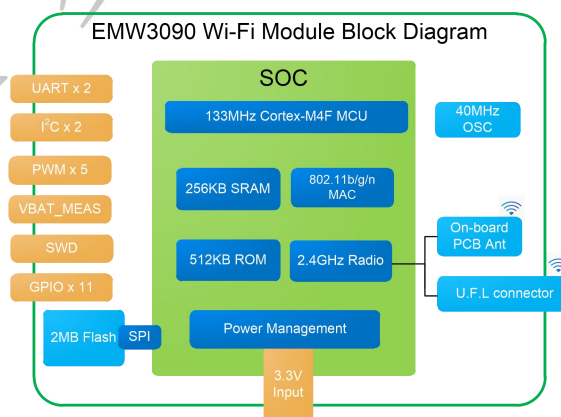 EMW3090 Wi-Fi Module Block Diagram
SOC
UART x 2
I²C x 2
PWM x 5
VBAT_MEAS
SWD
GPIO x 11
2MB Flash
SPI
133MHz Cortex-M4F MCU
256KB SRAM
802.11b/g/n
MAC
512KB ROM
2.4GHz Radio
Power Management
3.3V
Input
40MHz
OSC
On-board
PCB Ant
U.F.L connector